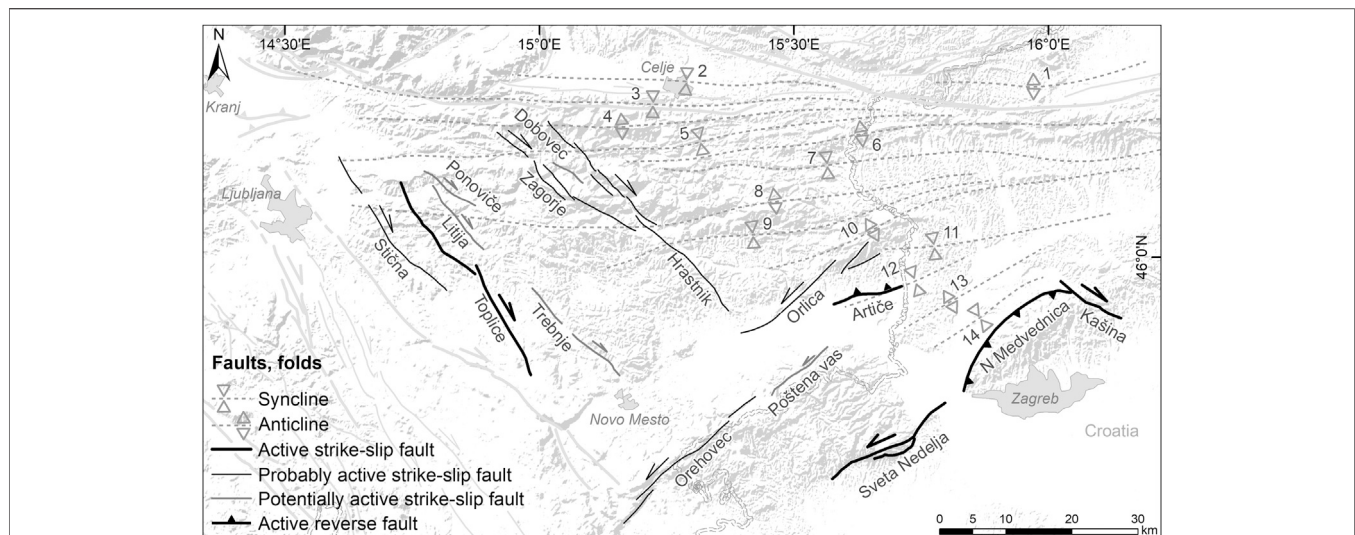 N
14°30'E
15°0'E
15°30'E
16°0'E
Kranj
Celje
2
1
3
4
Dobovec
5
6
7
Ponoviče
Zagorje
Ljubljana
8
Litija
9
10
11
Stična
Hrastnik
46°0'N
12
13
Toplice
Orlica
Artiče
Trebnje
14
N Medvednica
Kašina
Faults, folds
Syncline
Anticline
Active strike-slip fault
Probably active strike-slip fault
Potentially active strike-slip fault
Active reverse fault
Poštena vas
Novo Mesto
Zagreb
Croatia
Orehovec
Sveta Nedelja
0 5 10 20 30
km